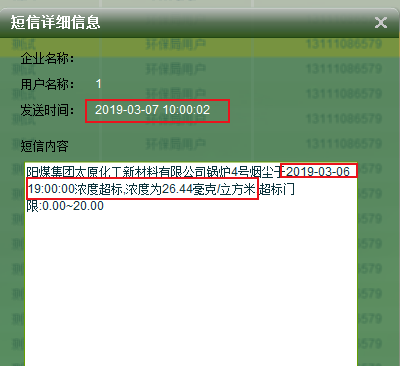 短信详细信息
企业名称:
用户名称: 1
发送时间: 2019-03-07 10:00:02
短信内容
阳煤集团太原化工新材料有限公司锅炉4号烟尘于2019-03-06
19:00:00浓度超标,浓度为26.44毫克/立方米,超标门
限:0.00~20.00